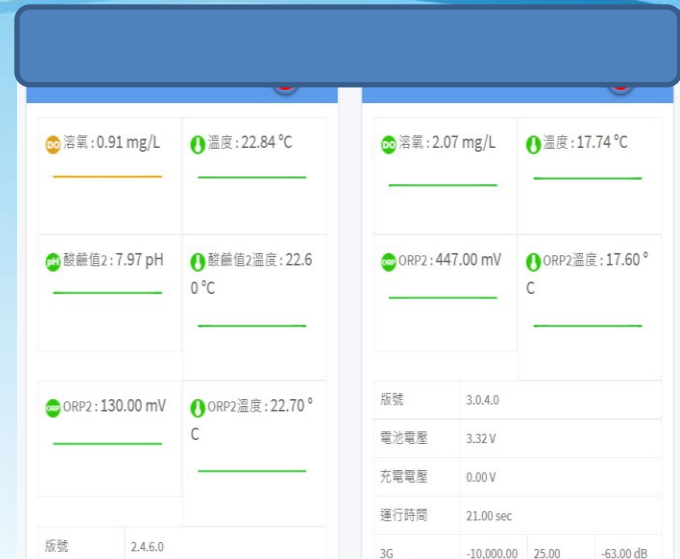 DO 溶氧 : 0.91 mg/L
溫度 : 22.84 °C
pH 酸鹼值2 : 7.97 pH
酸鹼值2溫度 : 22.6
0 °C
ORP ORP2 : 130.00 mV
ORP2溫度 : 22.70 °
C
版號 2.4.6.0
DO 溶氧 : 2.07 mg/L
溫度 : 17.74 °C
ORP ORP2 : 447.00 mV
ORP2溫度 : 17.60 °
C
版號 3.0.4.0
電池電壓 3.32 V
充電電壓 0.00 V
運行時間 21.00 sec
3G -10,000.00 25.00 -63.00 dB